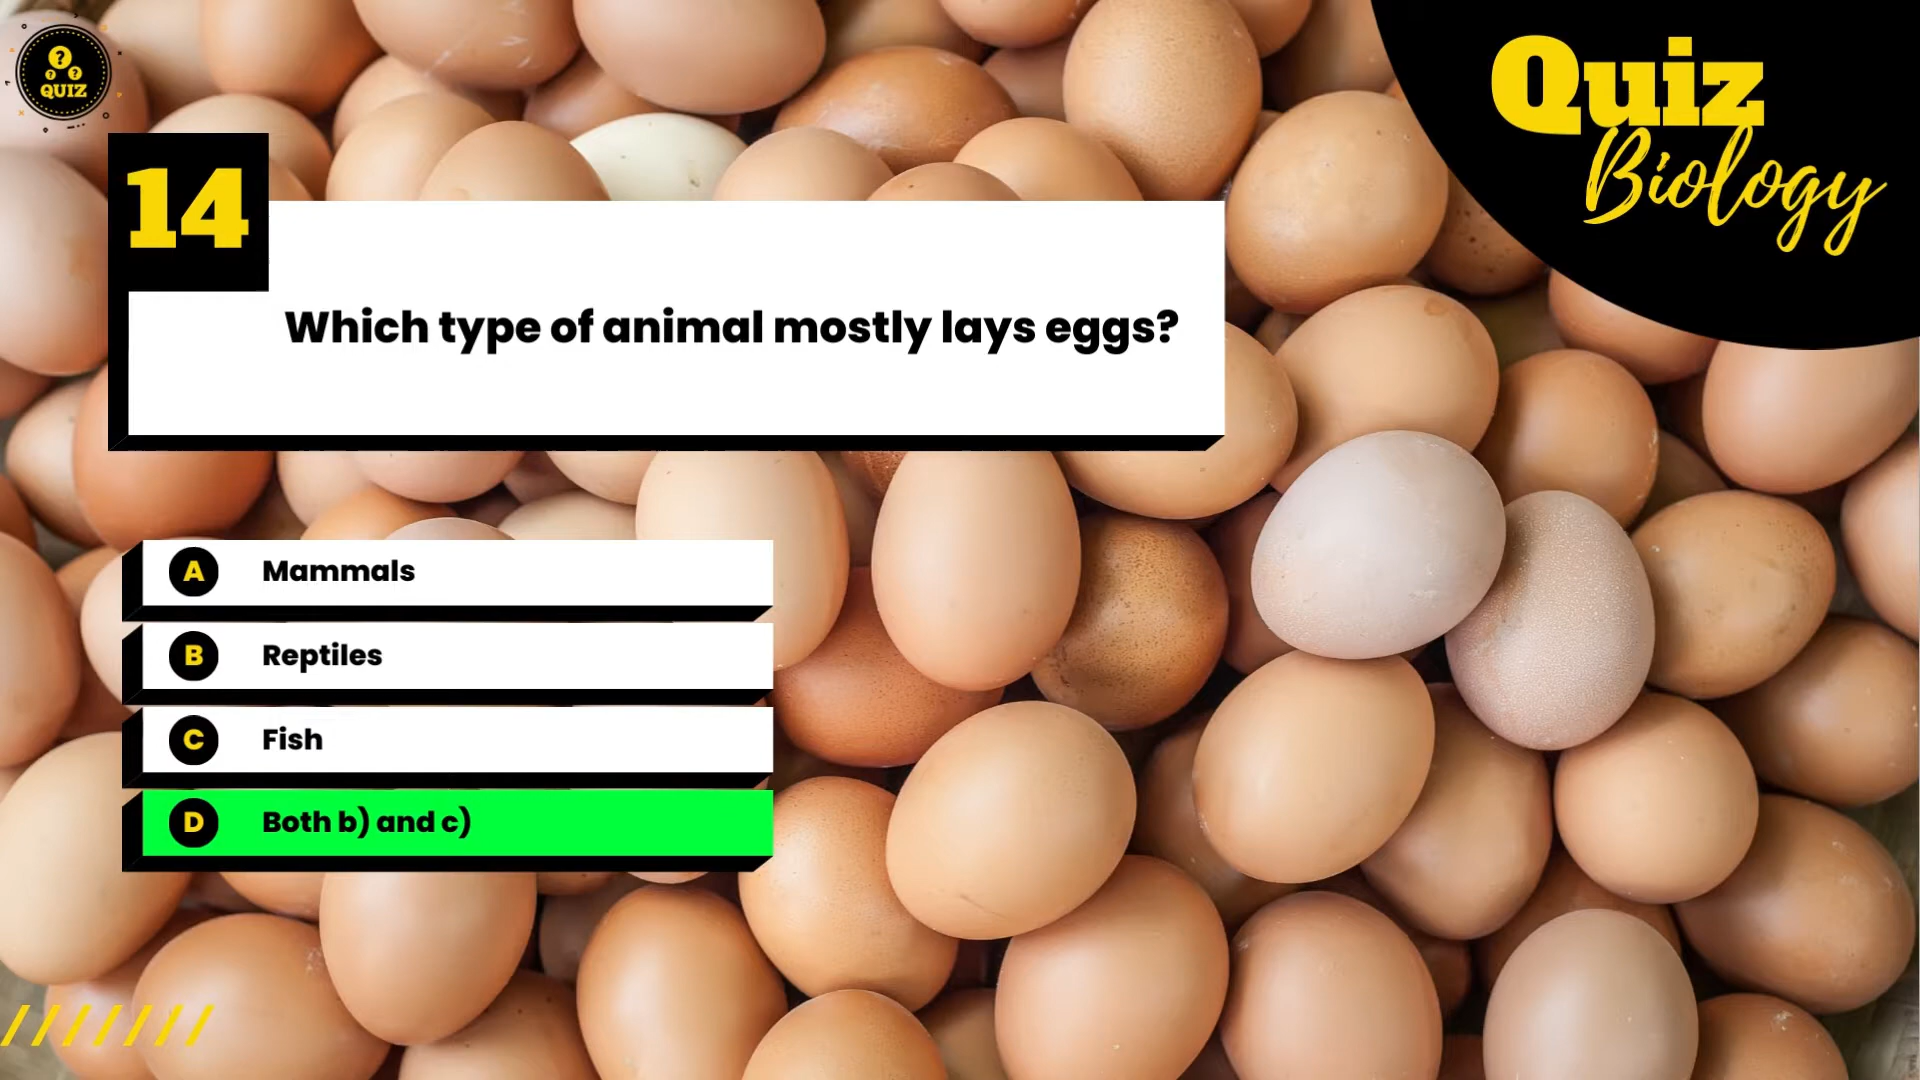 ? ? ?
QUIZ
Quiz
Biology
14
Which type of animal mostly lays eggs?
A Mammals
B Reptiles
C Fish
D Both b) and c)